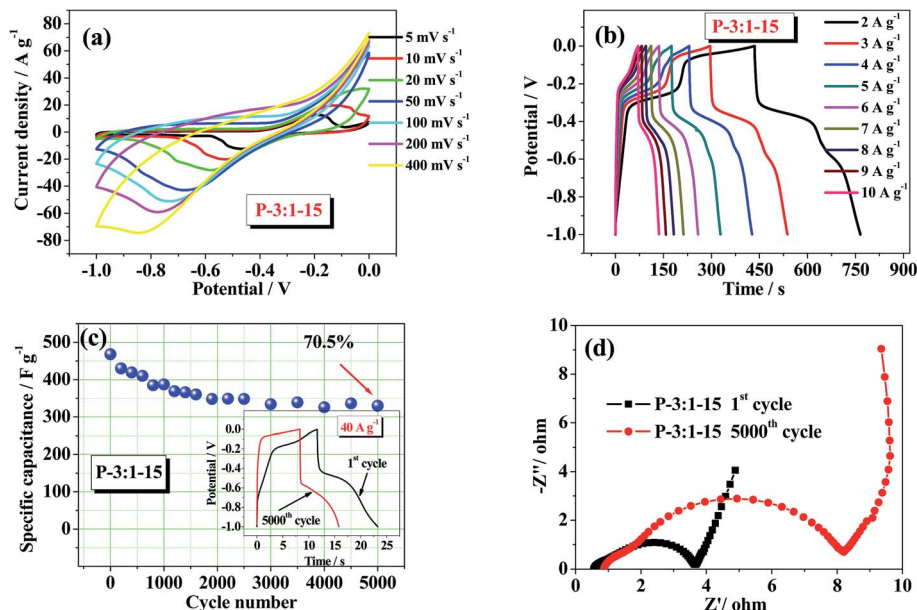 (a)
5 mV s⁻¹
10 mV s⁻¹
20 mV s⁻¹
50 mV s⁻¹
100 mV s⁻¹
200 mV s⁻¹
400 mV s⁻¹
P-3:1-15
Current density / A g⁻¹
80
60
40
20
0
-20
-40
-60
-80
-1.0 -0.8 -0.6 -0.4 -0.2 0.0
Potential / V
(b)
P-3:1-15
2 A g⁻¹
3 A g⁻¹
4 A g⁻¹
5 A g⁻¹
6 A g⁻¹
7 A g⁻¹
8 A g⁻¹
9 A g⁻¹
10 A g⁻¹
Potential / V
0.0
-0.2
-0.4
-0.6
-0.8
-1.0
0 150 300 450 600 750 900
Time / s
(c)
70.5%
P-3:1-15
Specific capacitance / F g⁻¹
500
400
300
200
100
0
0 1000 2000 3000 4000 5000
Cycle number
40 A g⁻¹
1st cycle
5000th cycle
Potential / V
0.0
-0.2
-0.4
-0.6
-0.8
-1.0
0 5 10 15 20 25
Time / s
(d)
P-3:1-15 1st cycle
P-3:1-15 5000th cycle
-Z''/ ohm
10
8
6
4
2
0
0 2 4 6 8 10
Z'/ ohm